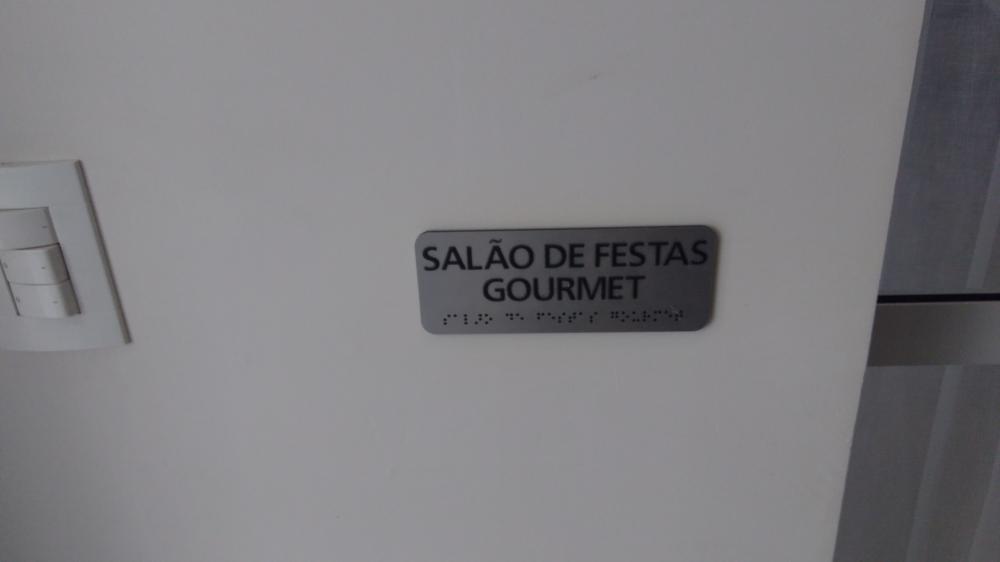 SALÃO DE FESTAS
GOURMET
⠎⠁⠇⠜⠕ ⠙⠑ ⠋⠑⠎⠞⠁⠎ ⠛⠕⠥⠗⠍⠑⠞